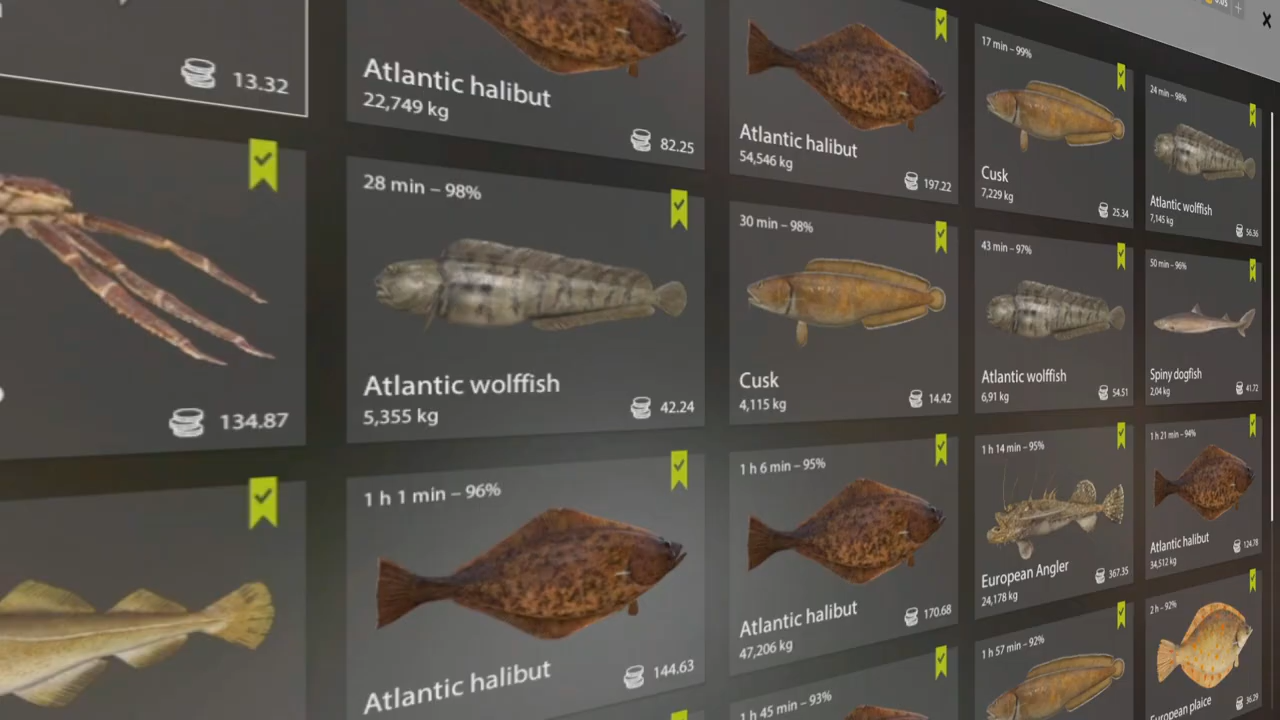 0.05
x
13.32
Atlantic halibut
22,749 kg
82.25
Atlantic halibut
54,546 kg
197.22
17 min – 99%
Cusk
7,229 kg
25.34
24 min – 98%
Atlantic wolffish
7,145 kg
56.36
134.87
28 min – 98%
Atlantic wolffish
5,355 kg
42.24
30 min – 98%
Cusk
4,115 kg
14.42
43 min – 97%
Atlantic wolffish
6,91 kg
54.51
50 min – 96%
Spiny dogfish
2,04 kg
41.72
1 h 1 min – 96%
Atlantic halibut
144.63
1 h 6 min – 95%
Atlantic halibut
47,206 kg
170.68
1 h 14 min – 95%
European Angler
24,178 kg
367.35
1 h 21 min – 94%
Atlantic halibut
34,512 kg
124.78
1 h 45 min – 93%
1 h 57 min – 92%
2 h – 92%
European plaice
36.29